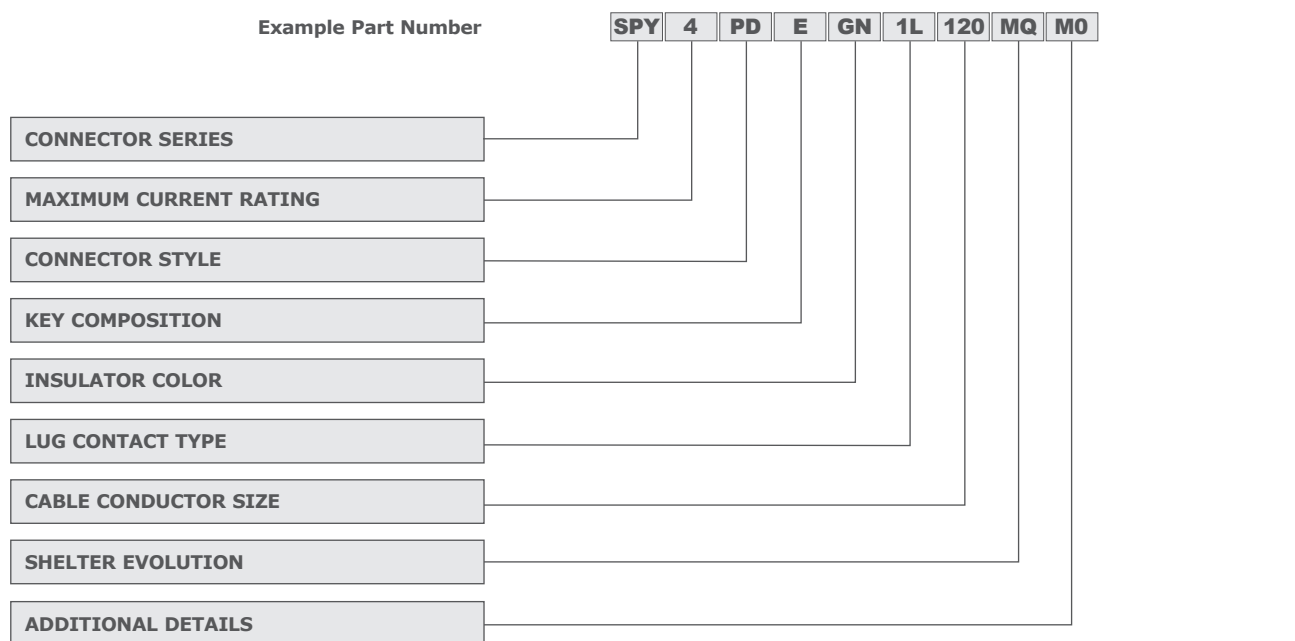 Example Part Number SPY 4 PD E GN 1L 120 MQ M0
CONNECTOR SERIES
MAXIMUM CURRENT RATING
CONNECTOR STYLE
KEY COMPOSITION
INSULATOR COLOR
LUG CONTACT TYPE
CABLE CONDUCTOR SIZE
SHELTER EVOLUTION
ADDITIONAL DETAILS